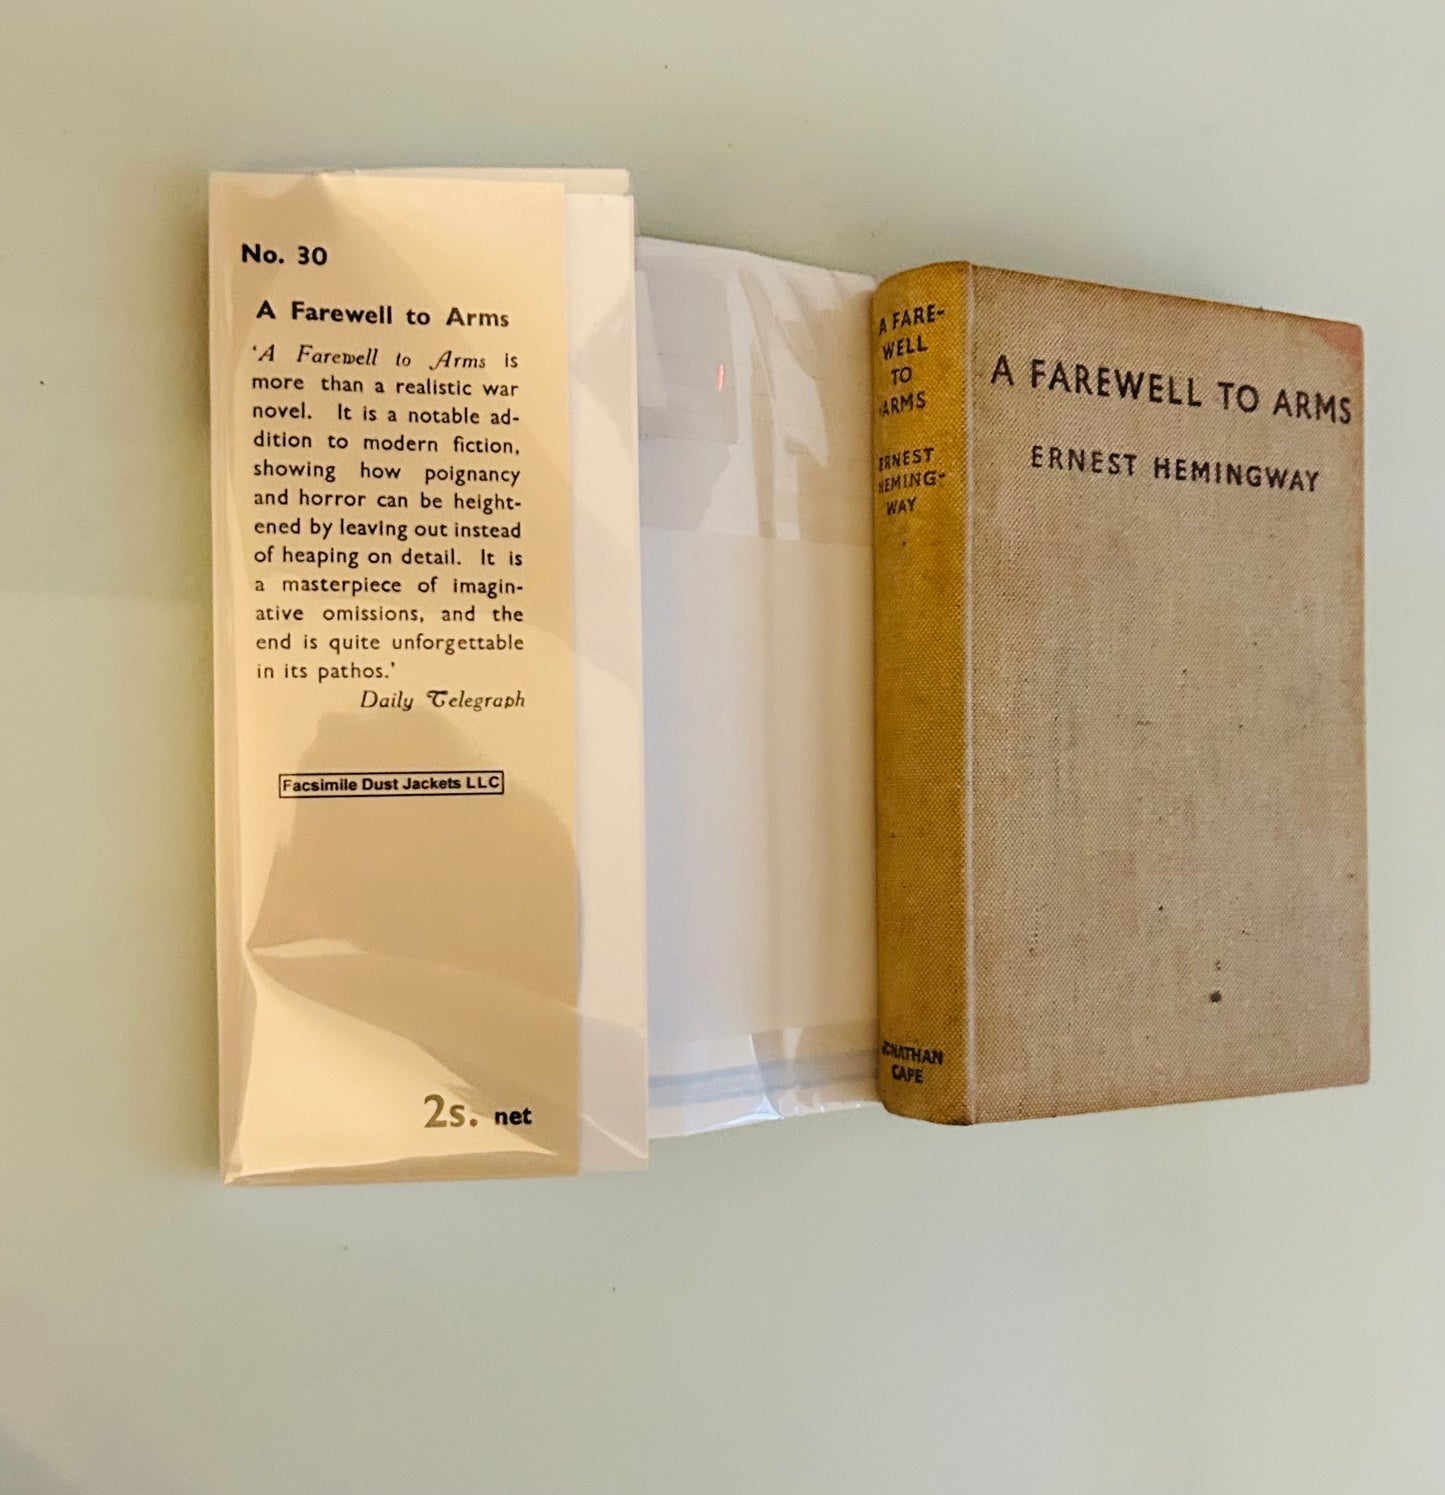 No. 30
A Farewell to Arms
'A Farewell to Arms is
more than a realistic war
novel. It is a notable ad-
dition to modern fiction,
showing how poignancy
and horror can be height-
ened by leaving out instead
of heaping on detail. It is
a masterpiece of imagin-
ative omissions, and the
end is quite unforgettable
in its pathos.'
Daily Telegraph
Facsimile Dust Jackets LLC
2s. net
A FARE-
WELL
TO
ARMS
ERNEST
HEMING-
WAY
JONATHAN
CAPE
A FAREWELL TO ARMS
ERNEST HEMINGWAY